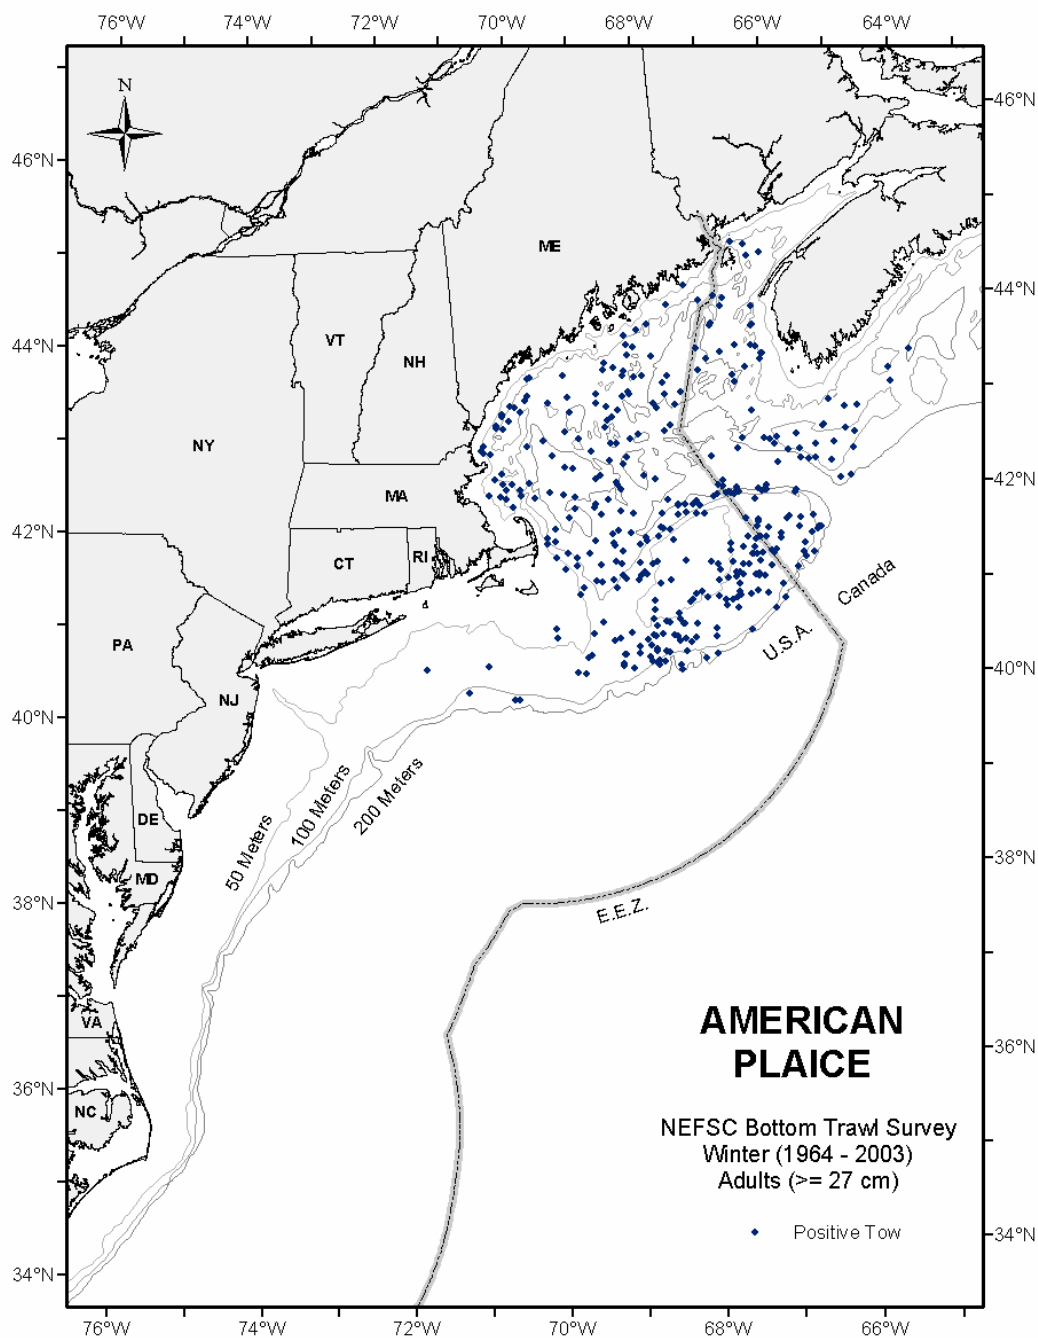 76°W 74°W 72°W 70°W 68°W 66°W 64°W
N
46°N
46°N
ME
44°N
44°N
VT
NH
NY
42°N
MA
42°N
CT
RI
Canada
U.S.A.
PA
40°N
NJ
40°N
50 Meters
100 Meters
200 Meters
DE
38°N
MD
38°N
E.E.Z.
AMERICAN
PLAICE
VA
36°N
36°N
NC
NEFSC Bottom Trawl Survey
Winter (1964 - 2003)
Adults (>= 27 cm)
Positive Tow
34°N
34°N
76°W 74°W 72°W 70°W 68°W 66°W